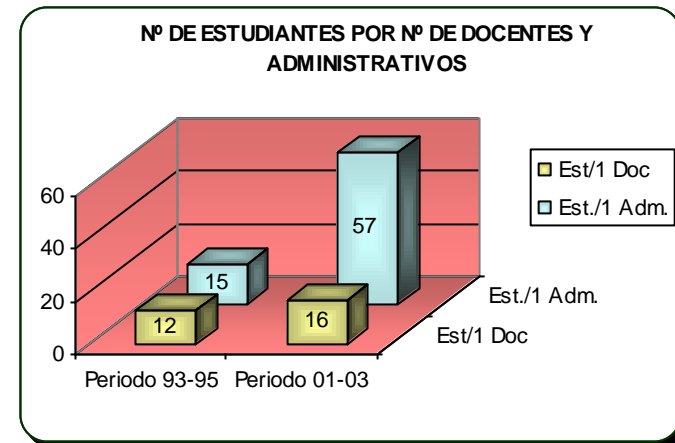 Nº DE ESTUDIANTES POR Nº DE DOCENTES Y
ADMINISTRATIVOS
60
40
20
0
15
57
12
16
Periodo 93-95
Periodo 01-03
Est./1 Adm.
Est/1 Doc
Est/1 Doc
Est./1 Adm.